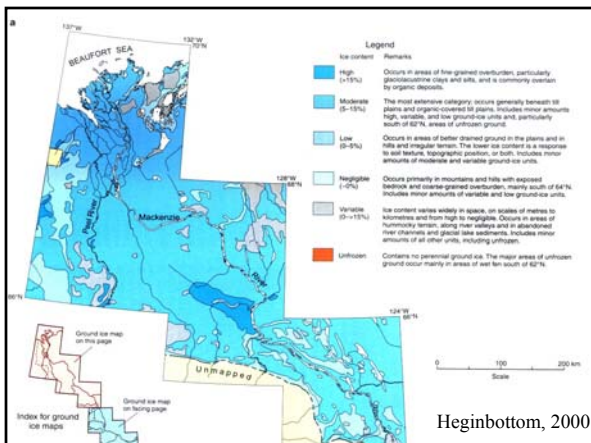 a
137°W
132°W
70°N
BEAUFORT SEA
128°W
68°N
Peel River
Mackenzie
River
66°N
124°W
66°N
Unmapped
Ground ice map
on this page
Index for ground
ice maps
Ground ice map
on facing page
Legend
Ice content Remarks
High
(>15%)
Occurs in areas of fine-grained overburden, particularly
glaciolacustrine clays and silts, and is commonly overlain
by organic deposits.
Moderate
(5–15%)
The most extensive category; occurs generally beneath till
plains and organic-covered till plains. Includes minor amounts
high, variable, and low ground-ice units and, particularly
south of 62°N, areas of unfrozen ground.
Low
(0–5%)
Occurs in areas of better drained ground in the plains and in
hills and irregular terrain. The lower ice content is a response
to soil texture, topographic position, or both. Includes minor
amounts of moderate and variable ground-ice units.
Negligible
(~0%)
Occurs primarily in mountains and hills with exposed
bedrock and coarse-grained overburden, mainly south of 64°N.
Includes minor amounts of variable and low ground-ice units.
Variable
(0–>15%)
Ice content varies widely in space, on scales of metres to
kilometres and from high to negligible. Occurs in areas of
hummocky terrain, along river valleys and in abandoned
river channels and glacial lake sediments. Includes minor
amounts of all other units, including unfrozen.
Unfrozen
Contains no perennial ground ice. The major areas of unfrozen
ground occur mainly in areas of wet fen south of 62°N.
0 100 200 km
Scale
Heginbottom, 2000